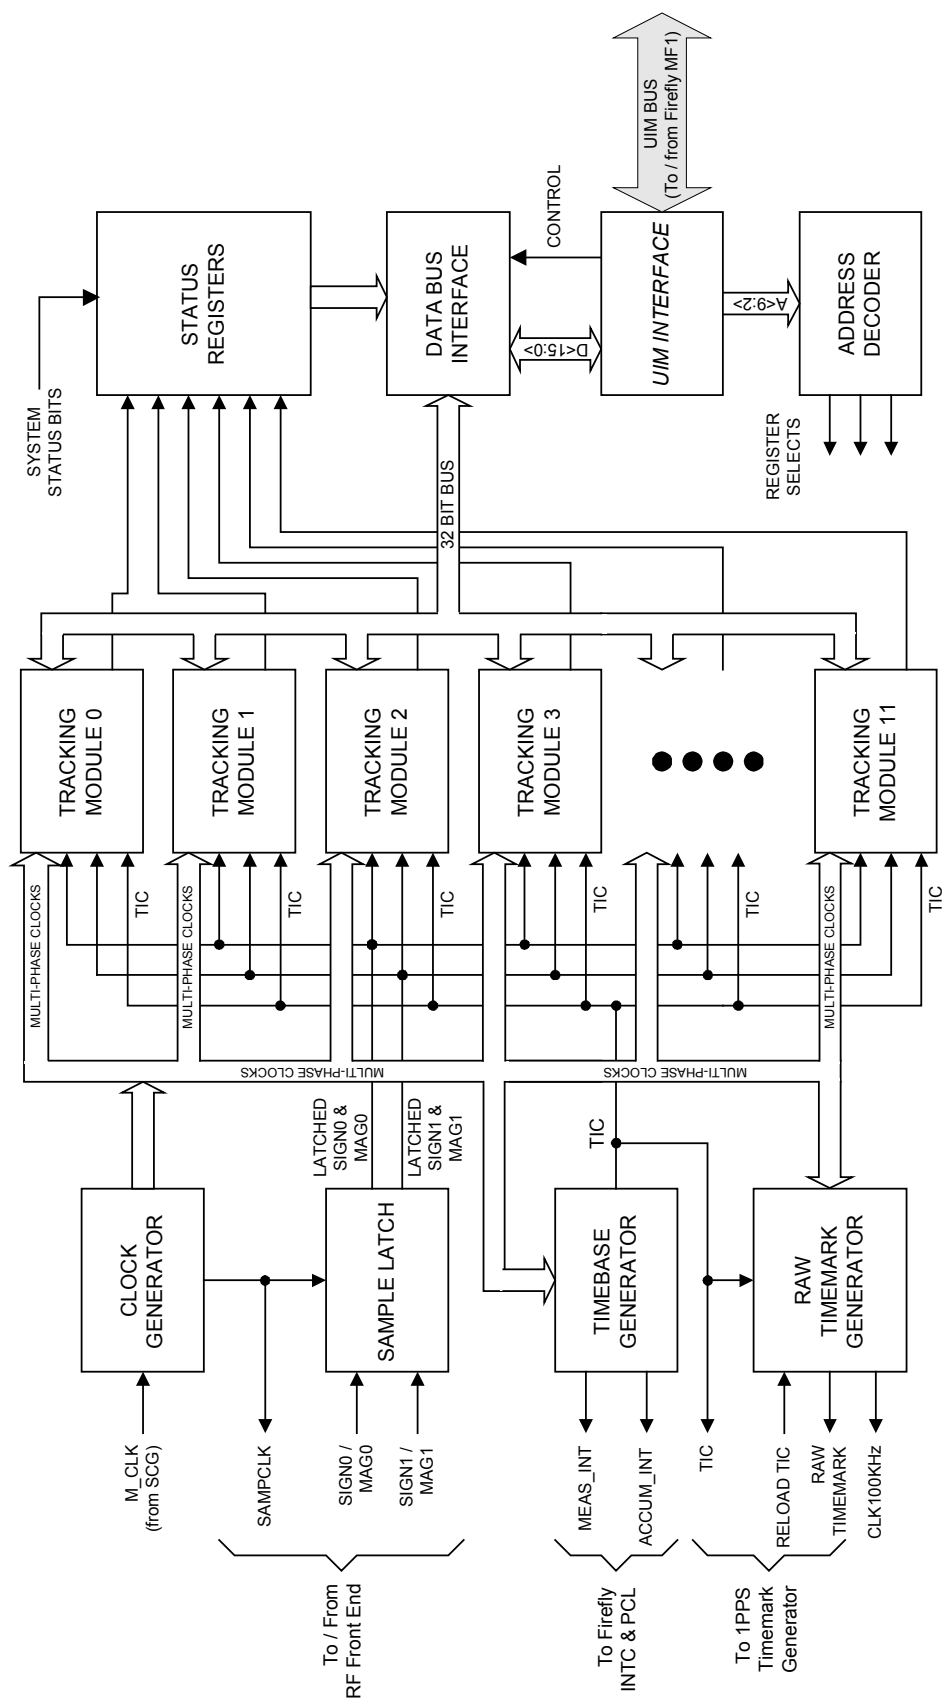 SYSTEM
STATUS BITS
STATUS
REGISTERS
DATA BUS
INTERFACE
CONTROL
UIM INTERFACE
UIM BUS
(To / from Firefly MF1)
D<15:0>
A<9:2>
ADDRESS
DECODER
REGISTER
SELECTS
32 BIT BUS
TRACKING
MODULE 0
TRACKING
MODULE 1
TRACKING
MODULE 2
TRACKING
MODULE 3
TRACKING
MODULE 11
MULTI-PHASE CLOCKS
TIC
MULTI-PHASE CLOCKS
TIC
TIC
TIC
TIC
MULTI-PHASE CLOCKS
TIC
MULTI-PHASE CLOCKS
MULTI-PHASE CLOCKS
LATCHED
SIGN0 &
MAG0
LATCHED
SIGN1 &
MAG1
TIC
CLOCK
GENERATOR
SAMPLE LATCH
TIMEBASE
GENERATOR
RAW
TIMEMARK
GENERATOR
M_CLK
(from SCG)
SAMPCLK
SIGN0 /
MAG0
SIGN1 /
MAG1
MEAS_INT
ACCUM_INT
TIC
RELOAD TIC
RAW
TIMEMARK
CLK100KHz
To / From
RF Front End
To Firefly
INTC & PCL
To 1PPS
Timemark
Generator